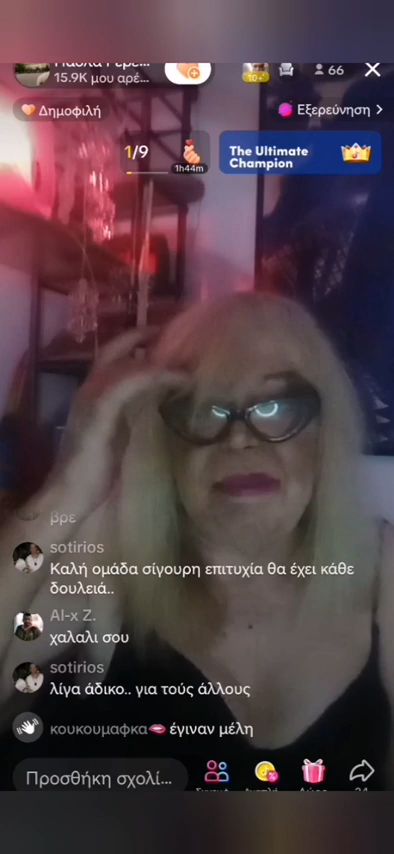 15.9K μου αρέ...
10+
66
Δημοφιλή
Εξερεύνηση >
1/9
1h44m
The Ultimate
Champion
βρε
sotirios
Καλή ομάδα σίγουρη επιτυχία θα έχει κάθε
δουλειά..
Al-x Z.
χαλαλι σου
sotirios
λίγα άδικο.. για τούς άλλους
κουκουμαφκα💋 έγιναν μέλη
Προσθήκη σχολί...